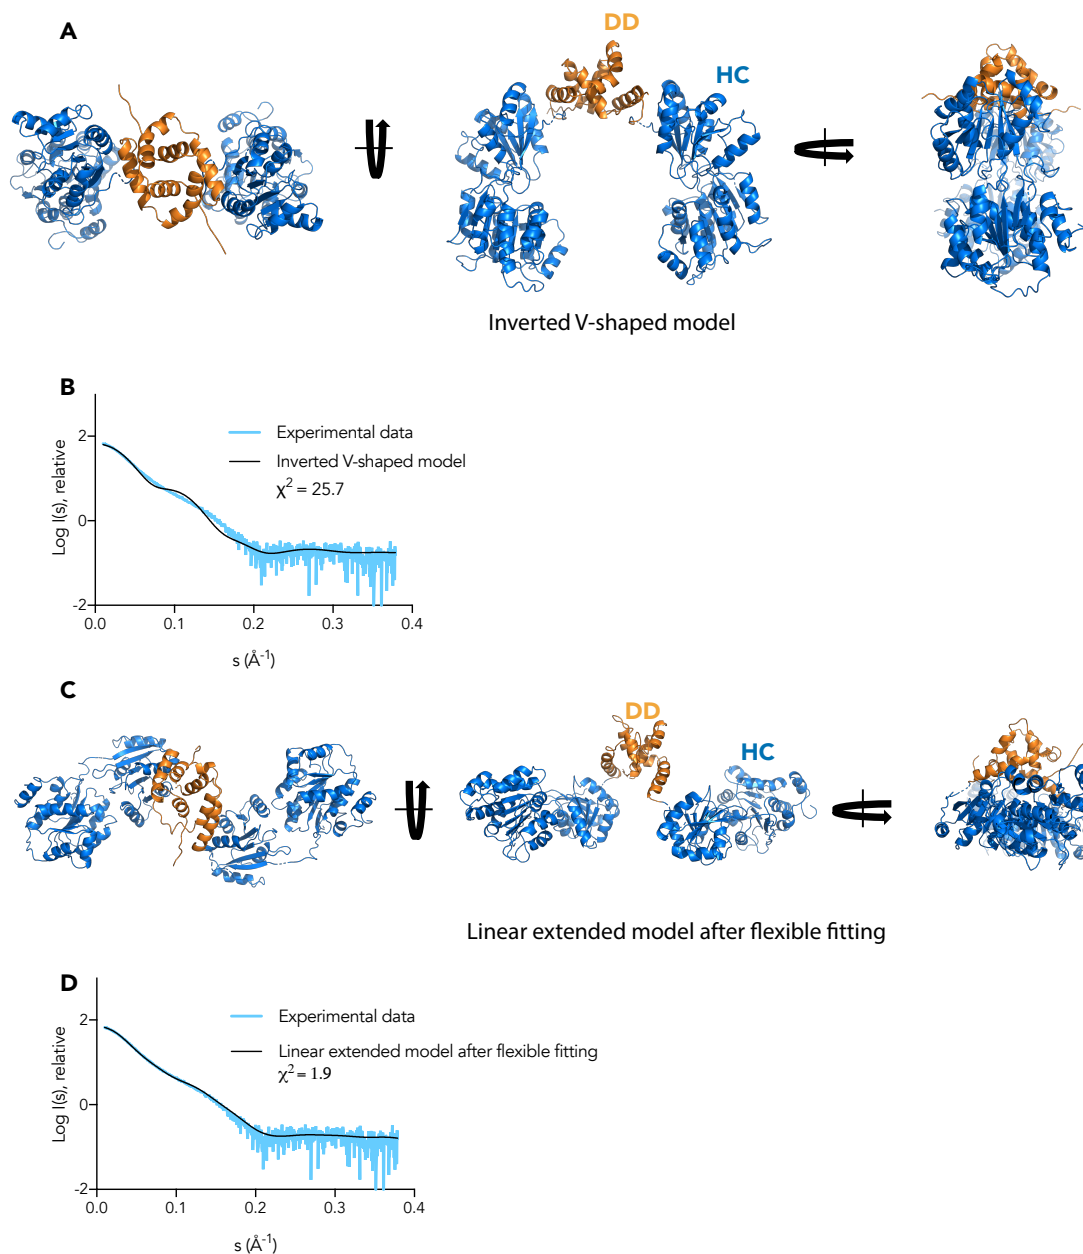 A
DD
HC
Inverted V-shaped model
B
Experimental data
Inverted V-shaped model
χ² = 25.7
Log I(s), relative
2
0
-2
0.0 0.1 0.2 0.3 0.4
s (Å⁻¹)
C
DD
HC
Linear extended model after flexible fitting
D
Experimental data
Linear extended model after flexible fitting
χ² = 1.9
Log I(s), relative
2
0
-2
0.0 0.1 0.2 0.3 0.4
s (Å⁻¹)